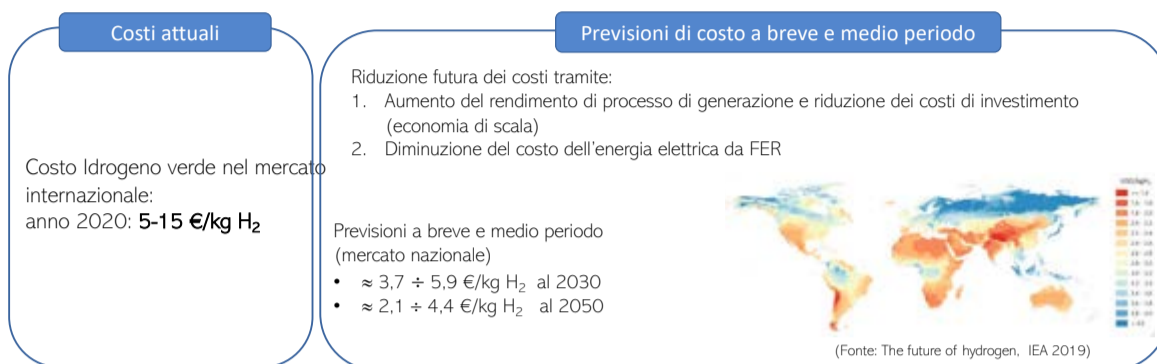 Costi attuali
Costo Idrogeno verde nel mercato
internazionale:
anno 2020: 5-15 €/kg H₂
Previsioni di costo a breve e medio periodo
Riduzione futura dei costi tramite:
1. Aumento del rendimento di processo di generazione e riduzione dei costi di investimento
(economia di scala)
2. Diminuzione del costo dell'energia elettrica da FER
Previsioni a breve e medio periodo
(mercato nazionale)
• ≈ 3,7 ÷ 5,9 €/kg H₂ al 2030
• ≈ 2,1 ÷ 4,4 €/kg H₂ al 2050
(Fonte: The future of hydrogen, IEA 2019)